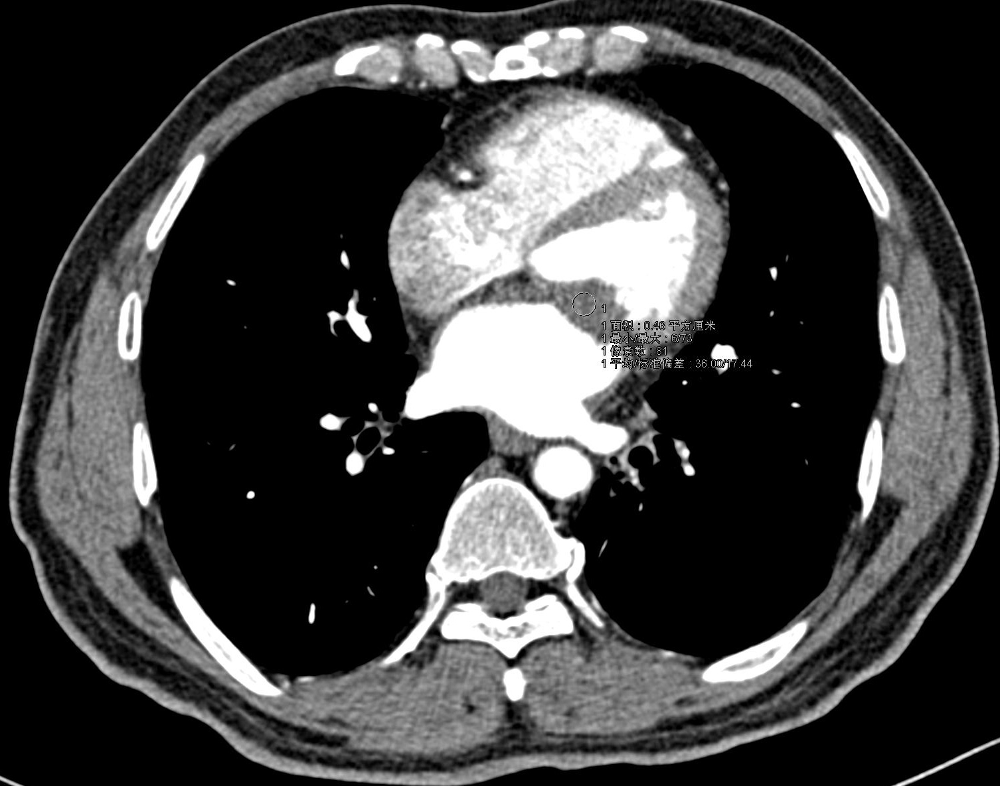 1
1 面积 : 0.46 平方厘米
1 最小/最大 : 6/73
1 像素数 : 81
1 平均/标准偏差 : 36.00/17.44